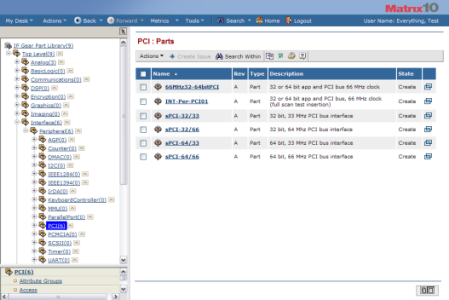 Matrix10
My Desk Actions Back Forward Metrics Tools Search Home Logout User Name: Everything, Test
IP Gear Part Library(9)
Top Level(9)
Analog(3)
BasicLogic(0)
Communications(0)
DSP(0)
Encryption(0)
Graphics(0)
Imaging(0)
Interface(6)
Peripheral(6)
AGP(0)
Counter(0)
DMAC(0)
I2C(0)
IEEE1284(0)
IEEE1394(0)
IrDA(0)
KeyboardController(0)
MMU(0)
ParallelPort(0)
PCI(6)
PCMCIA(0)
SCSI(0)
Timer(0)
UART(0)
PCI(6)
Attribute Groups
Access
PCI : Parts
Actions Create Issue Search Within
Name Rev Type Description State
66MHz32-64bitPCI A Part 32 or 64 bit app and PCI bus 66 MHz clock Create
INT-Per-PCI01 A Part 32 or 64 bit app and PCI bus, 66 MHz clock (full scan test insertion) Create
sPCI-32/33 A Part 32 bit, 33 MHz PCI bus interface Create
sPCI-32/66 A Part 32 bit, 66 MHz PCI bus interface Create
sPCI-64/33 A Part 64 bit, 33 MHz PCI bus interface Create
sPCI-64/66 A Part 64 bit, 66 MHz PCI bus interface Create